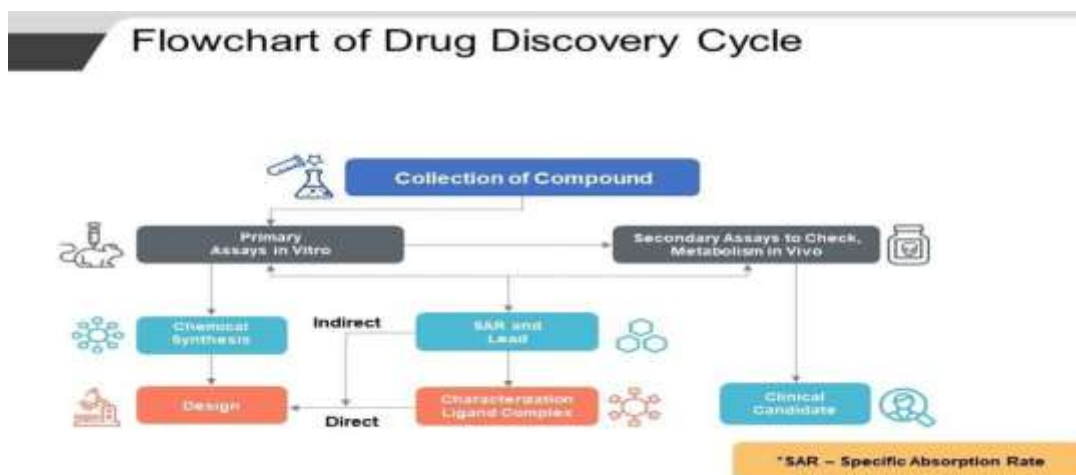 Flowchart of Drug Discovery Cycle
Collection of Compound
Primary
Assays in Vitro
Secondary Assays to Check,
Metabolism in Vivo
Chemical
Synthesis
Indirect
SAR and
Lead
Design
Direct
Characterization
Ligand Complex
Clinical
Candidate
*SAR – Specific Absorption Rate